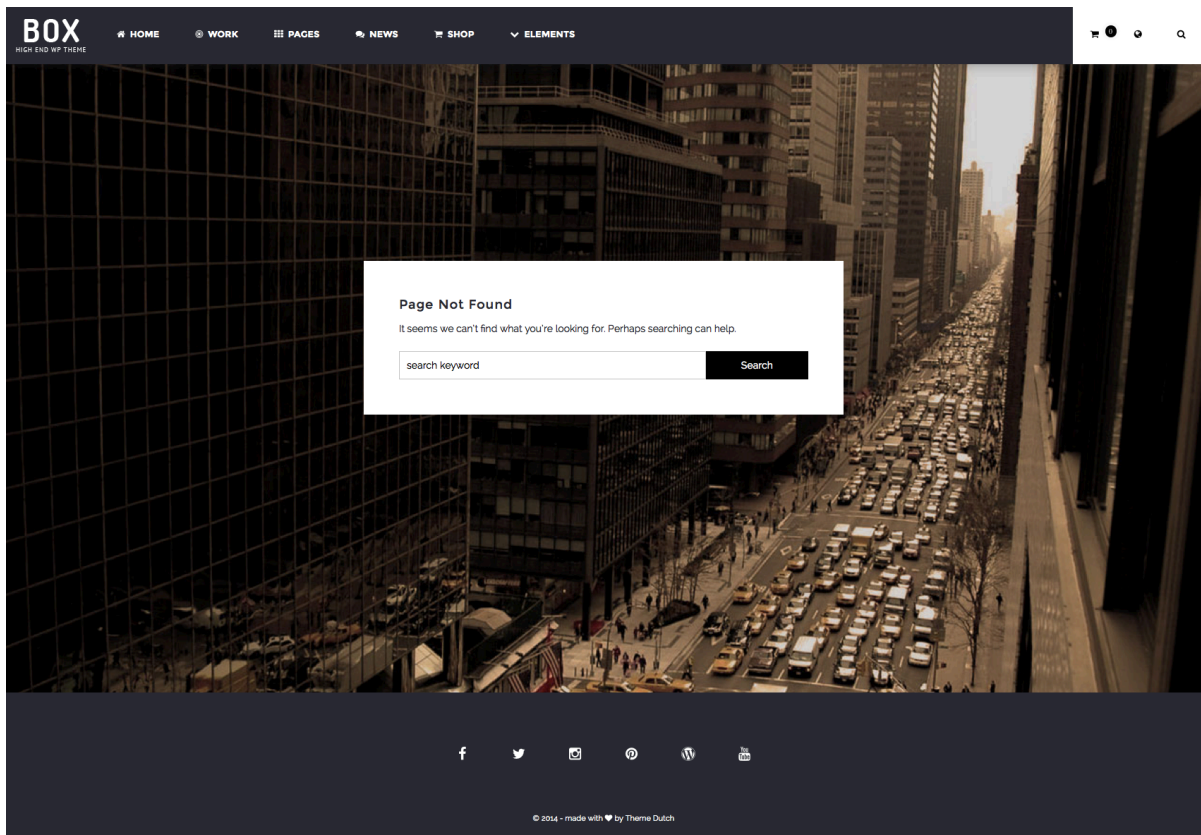 BOX
HIGH END WP THEME
HOME WORK PAGES NEWS SHOP ELEMENTS
0
Page Not Found
It seems we can't find what you're looking for. Perhaps searching can help.
search keyword Search
You Tube
© 2014 - made with ♥ by Theme Dutch